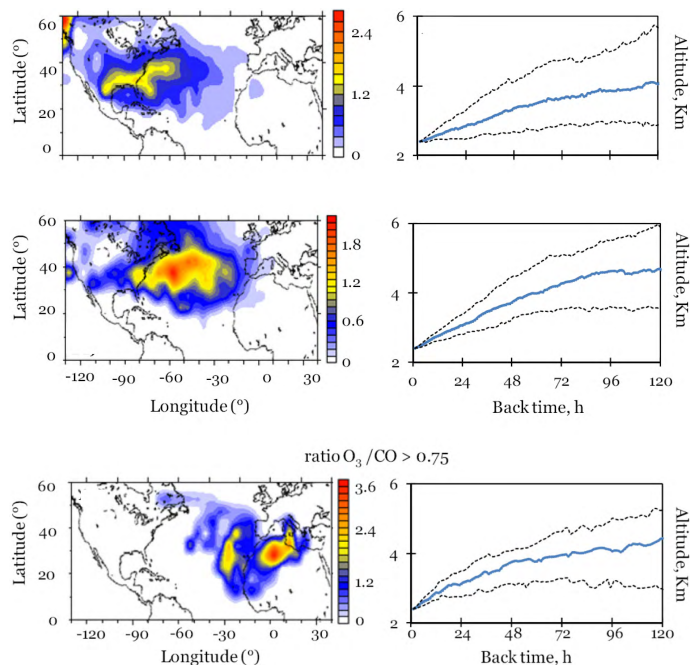 60
40
20
0
Latitude (°)
2.4
1.2
0
6
4
2
Altitude, Km
60
40
20
0
Latitude (°)
-120 -90 -60 -30 0 30
Longitude (°)
1.8
1.2
0.6
0
6
4
2
0 24 48 72 96 120
Back time, h
Altitude, Km
ratio O₃ /CO > 0.75
60
40
20
0
Latitude (°)
-120 -90 -60 -30 0 30
Longitude (°)
3.6
2.4
1.2
0
6
4
2
0 24 48 72 96 120
Back time, h
Altitude, Km